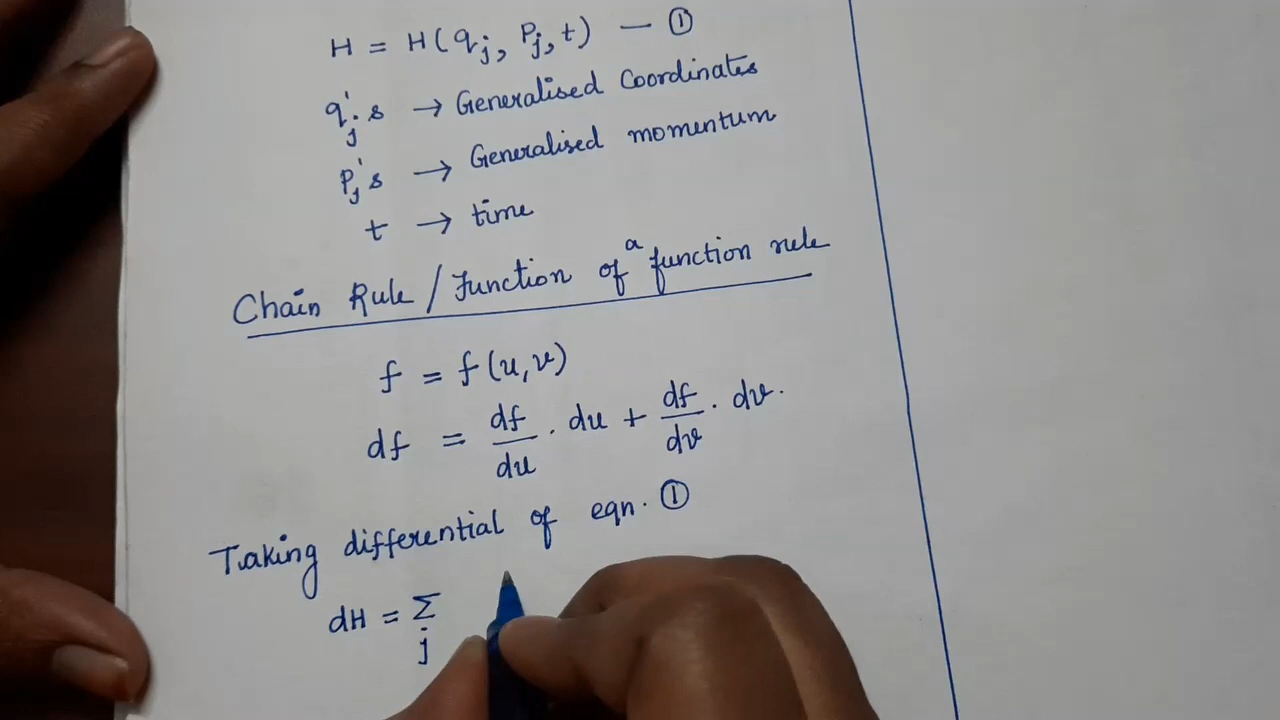 H = H(qj, Pj, t) — ①
qj's → Generalised Coordinates
Pj's → Generalised momentum
t → time
Chain Rule / Function of a function rule
f = f(u,v)
df = df/du . du + df/dv . dv.
Taking differential of eqn. ①
dH = Σj